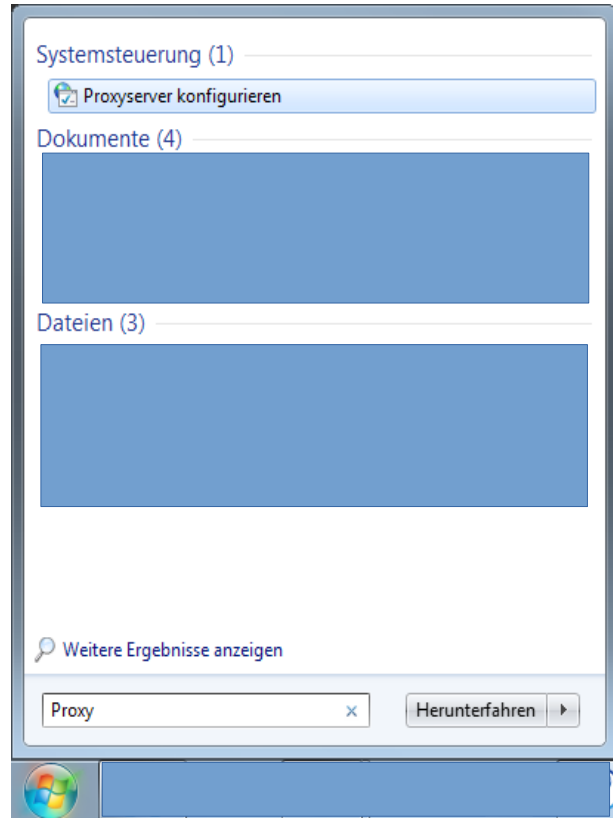 Systemsteuerung (1)
Proxyserver konfigurieren
Dokumente (4)
Dateien (3)
Weitere Ergebnisse anzeigen
Proxy
Herunterfahren